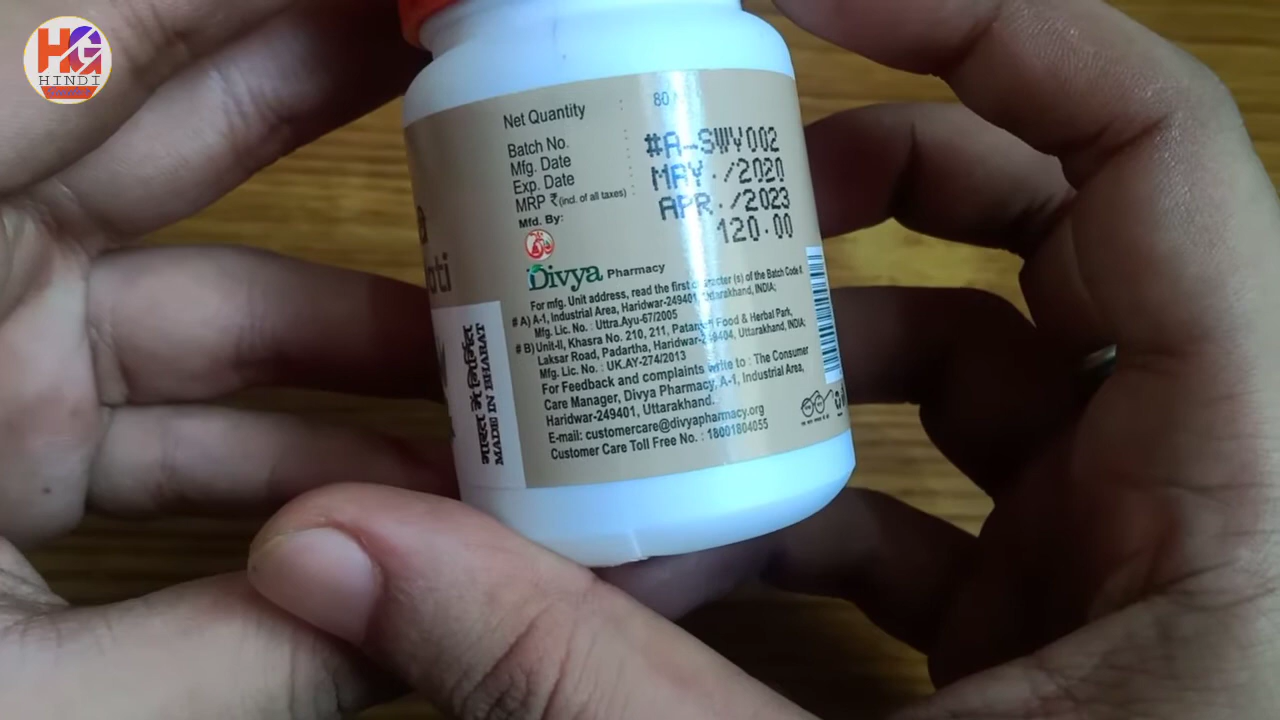 HG
HINDI
Net Quantity : 80
Batch No. : #A-SWY002
Mfg. Date : MAY./2020
Exp. Date : APR./2023
MRP ₹ (incl. of all taxes) : 120.00
Mfd. By:
Divya Pharmacy
For mfg. Unit address, read the first character (s) of the Batch Code #
# A) A-1, Industrial Area, Haridwar-249401, Uttarakhand, INDIA;
Mfg. Lic. No. : Uttra.Ayu-67/2005
# B) Unit-II, Khasra No. 210, 211, Patanjali Food & Herbal Park,
Laksar Road, Padartha, Haridwar-249404, Uttarakhand, INDIA;
Mfg. Lic. No. : UK.AY-274/2013
For Feedback and complaints write to : The Consumer
Care Manager, Divya Pharmacy, A-1, Industrial Area,
Haridwar-249401, Uttarakhand.
E-mail: customercare@divyapharmacy.org
Customer Care Toll Free No. : 18001804055
भारत में निर्मित
MADE IN BHARAT